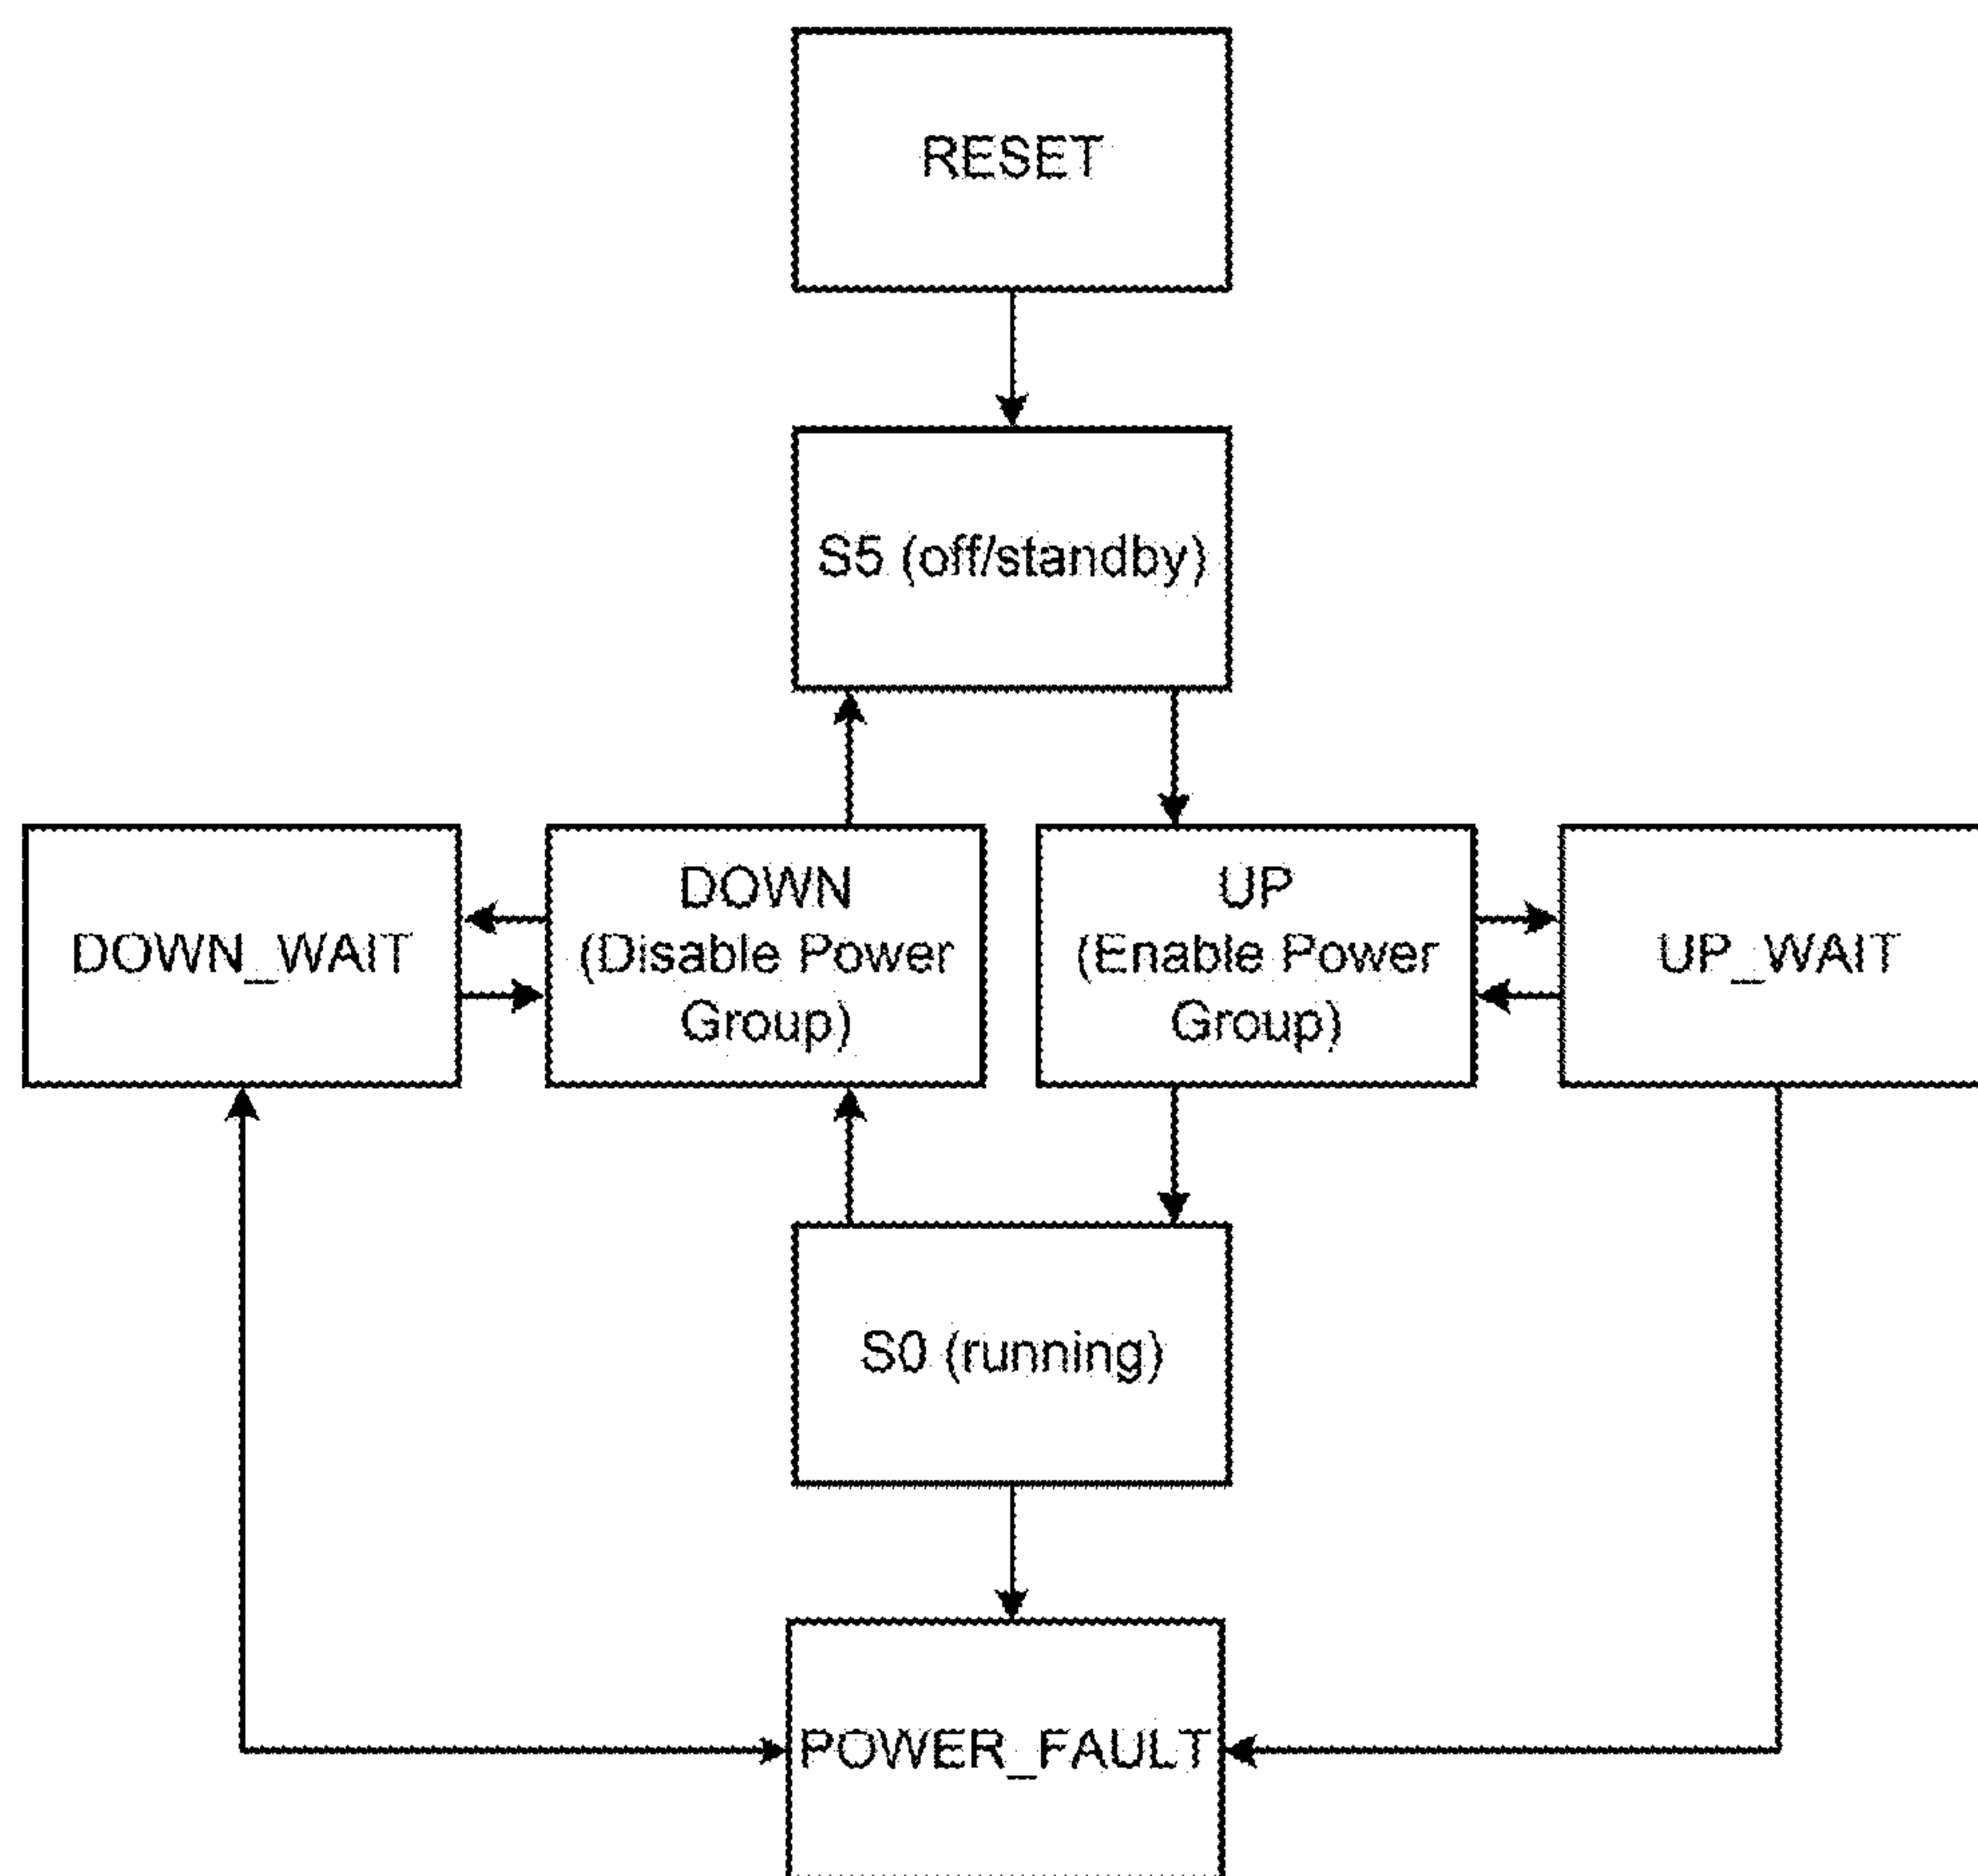 RESET
S5 (off/standby)
DOWN_WAIT
DOWN
(Disable Power
Group)
UP
(Enable Power
Group)
UP_WAIT
S0 (running)
POWER_FAULT